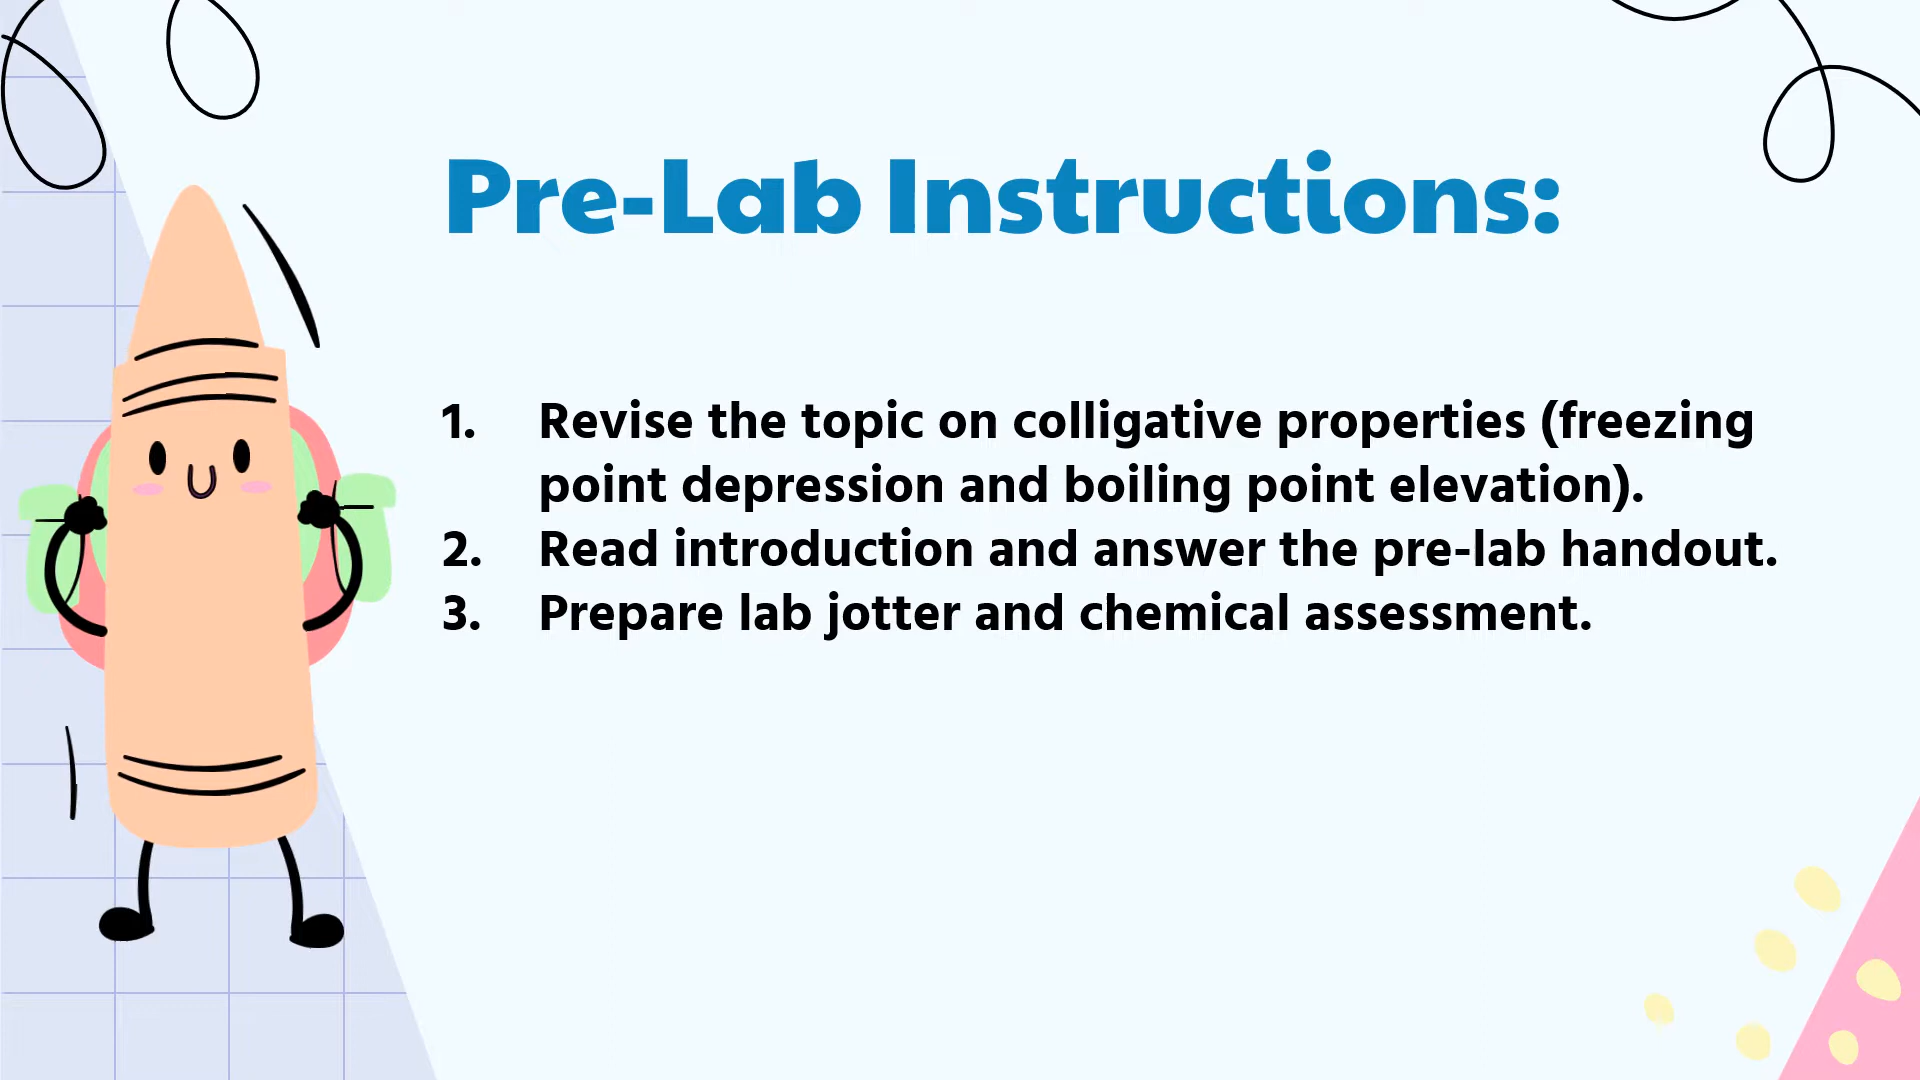 Pre-Lab Instructions:
1. Revise the topic on colligative properties (freezing
point depression and boiling point elevation).
2. Read introduction and answer the pre-lab handout.
3. Prepare lab jotter and chemical assessment.